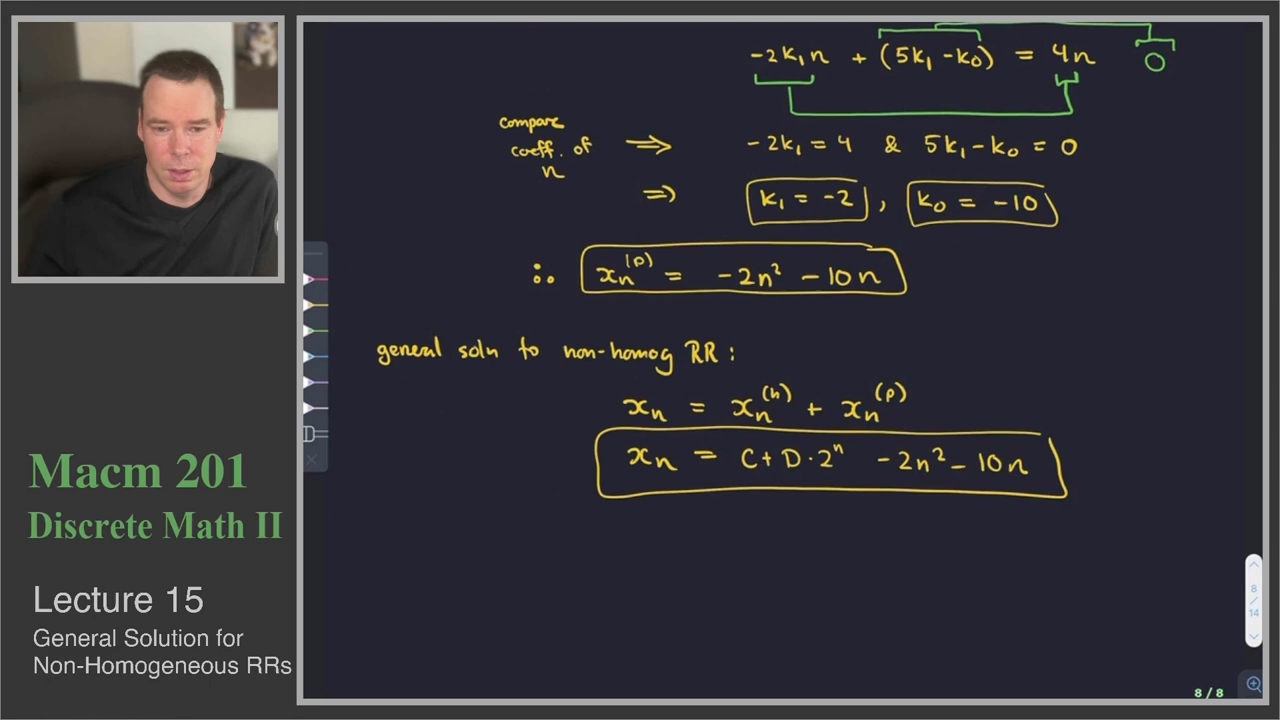 -2k₁n + (5k₁ - k₀) = 4n 0
compare
coeff. of
n
⇒ -2k₁ = 4 & 5k₁ - k₀ = 0
⇒ k₁ = -2 , k₀ = -10
∴ xₙ⁽ᵖ⁾ = -2n² - 10n
general soln to non-homog RR :
xₙ = xₙ⁽ʰ⁾ + xₙ⁽ᵖ⁾
xₙ = C + D · 2ⁿ - 2n² - 10n
Macm 201
Discrete Math II
Lecture 15
General Solution for
Non-Homogeneous RRs
8
/
14
8 / 8